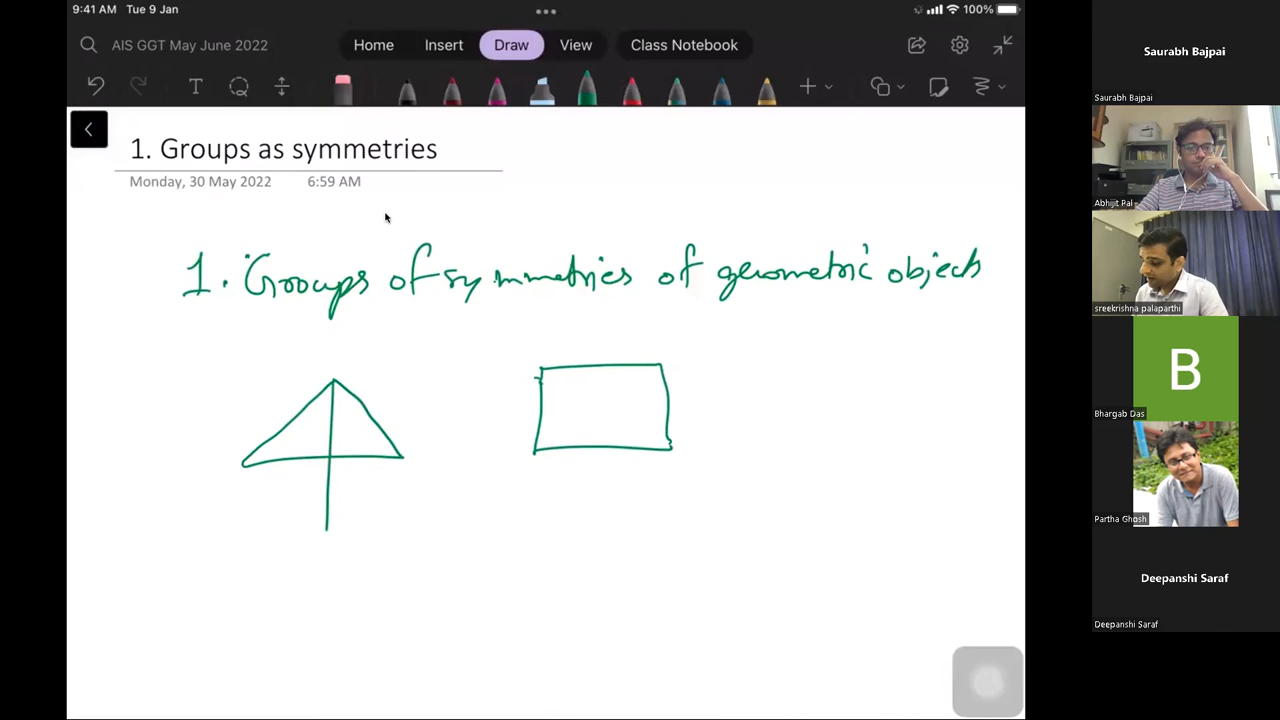 9:41 AM Tue 9 Jan
100%
AIS GGT May June 2022
Home Insert Draw View Class Notebook
T
1. Groups as symmetries
Monday, 30 May 2022 6:59 AM
1. Groups of symmetries of geometric objects
Saurabh Bajpai
Saurabh Bajpai
Abhijit Pal
sreekrishna palaparthi
B
Bhargab Das
Partha Ghosh
Deepanshi Saraf
Deepanshi Saraf